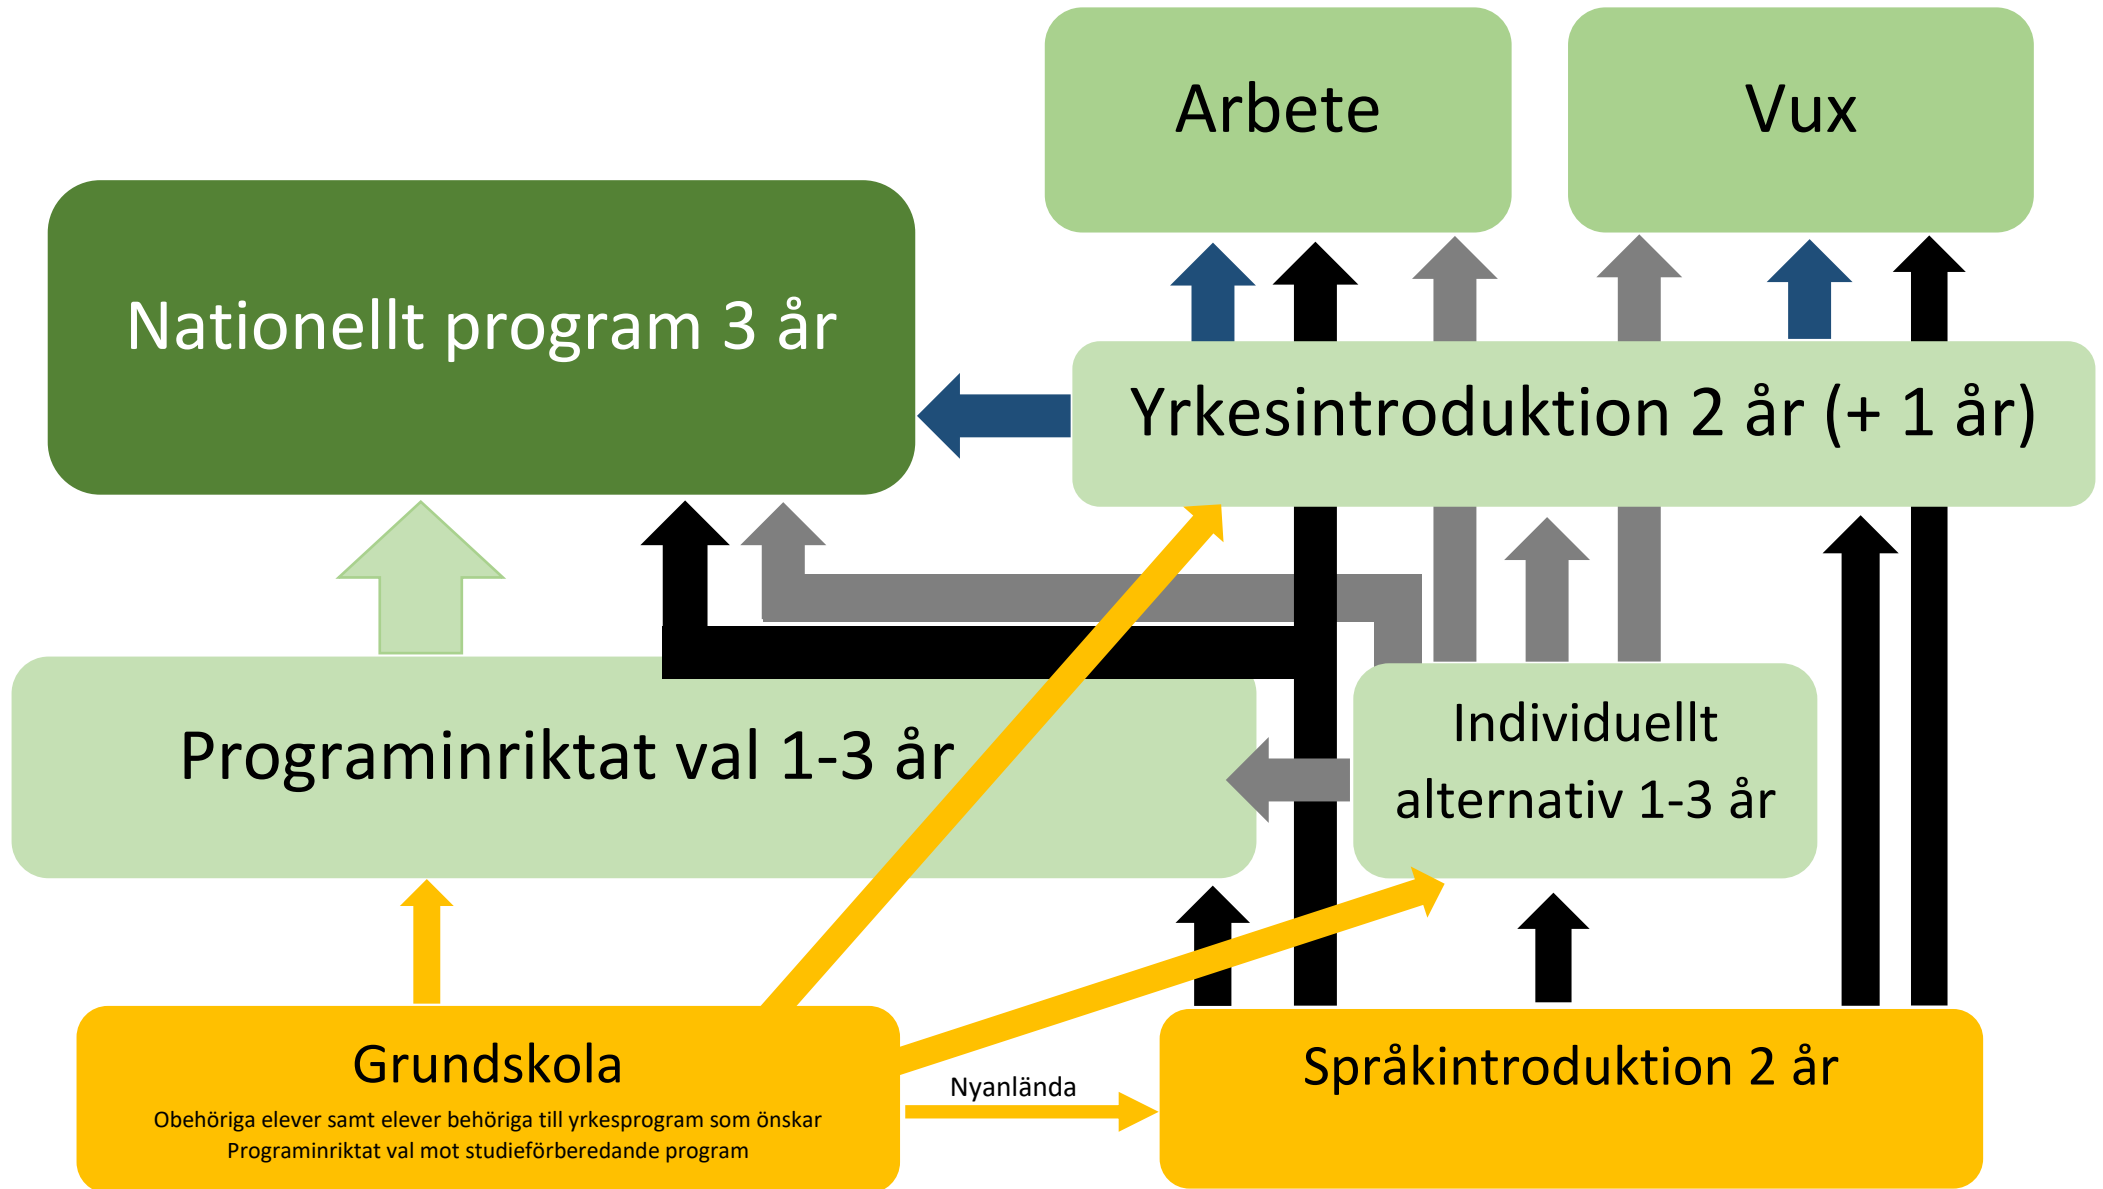 Arbete
Vux
Nationellt program 3 år
Yrkesintroduktion 2 år (+ 1 år)
Programinriktat val 1-3 år
Individuellt
alternativ 1-3 år
Grundskola
Obehöriga elever samt elever behöriga till yrkesprogram som önskar
Programinriktat val mot studieförberedande program
Nyanlända
Språkintroduktion 2 år